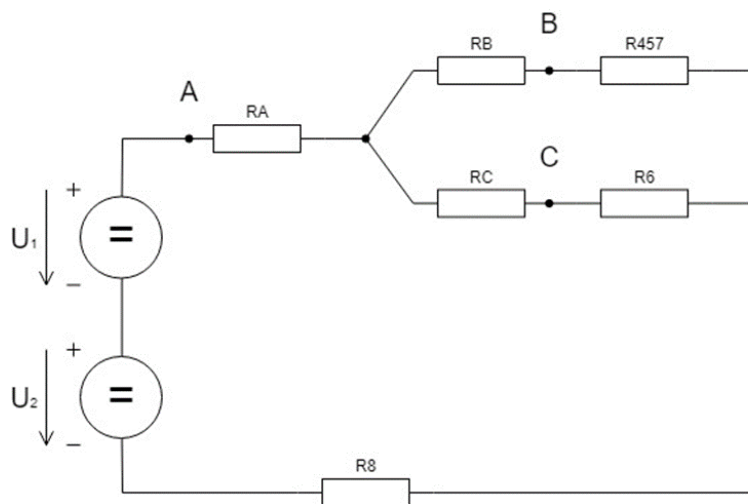 B
RB
R457
A
RA
C
RC
R6
+
U₁
=
−
+
U₂
=
−
R8